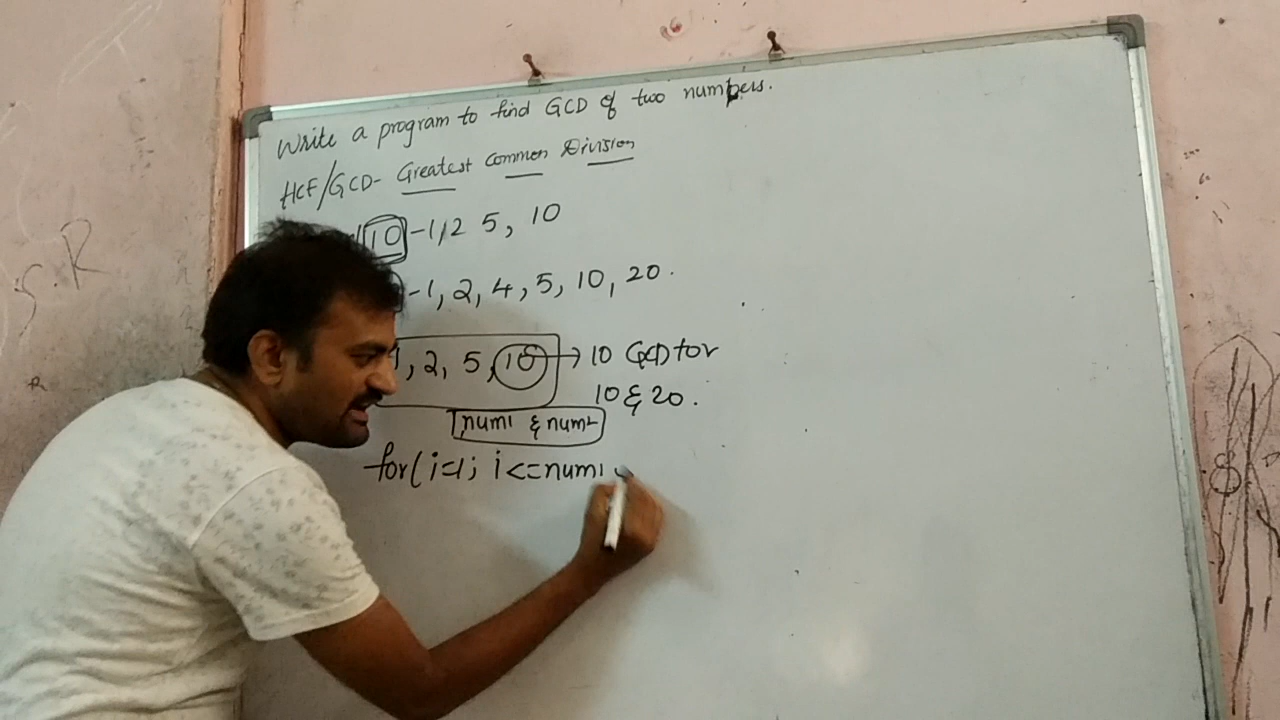 Write a program to find GCD of two numbers.
HCF/GCD- Greatest Common Division
10 -1,2 5, 10
-1, 2, 4, 5, 10, 20.
1, 2, 5, 10 → 10 GCD for
10 & 20.
num1 & num2
for( i=1; i<=num1
S.R